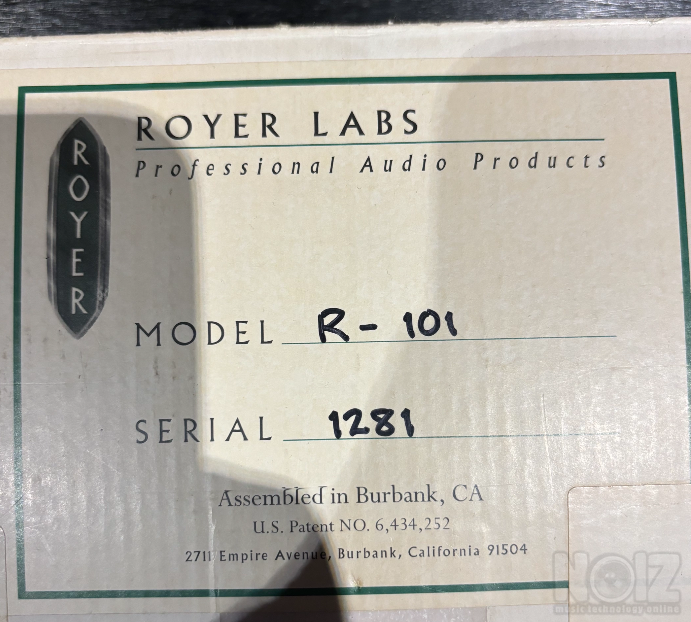 ROYER
ROYER LABS
Professional Audio Products
MODEL R-101
SERIAL 1281
Assembled in Burbank, CA
U.S. Patent NO. 6,434,252
2711 Empire Avenue, Burbank, California 91504
NOIZ
music technology online